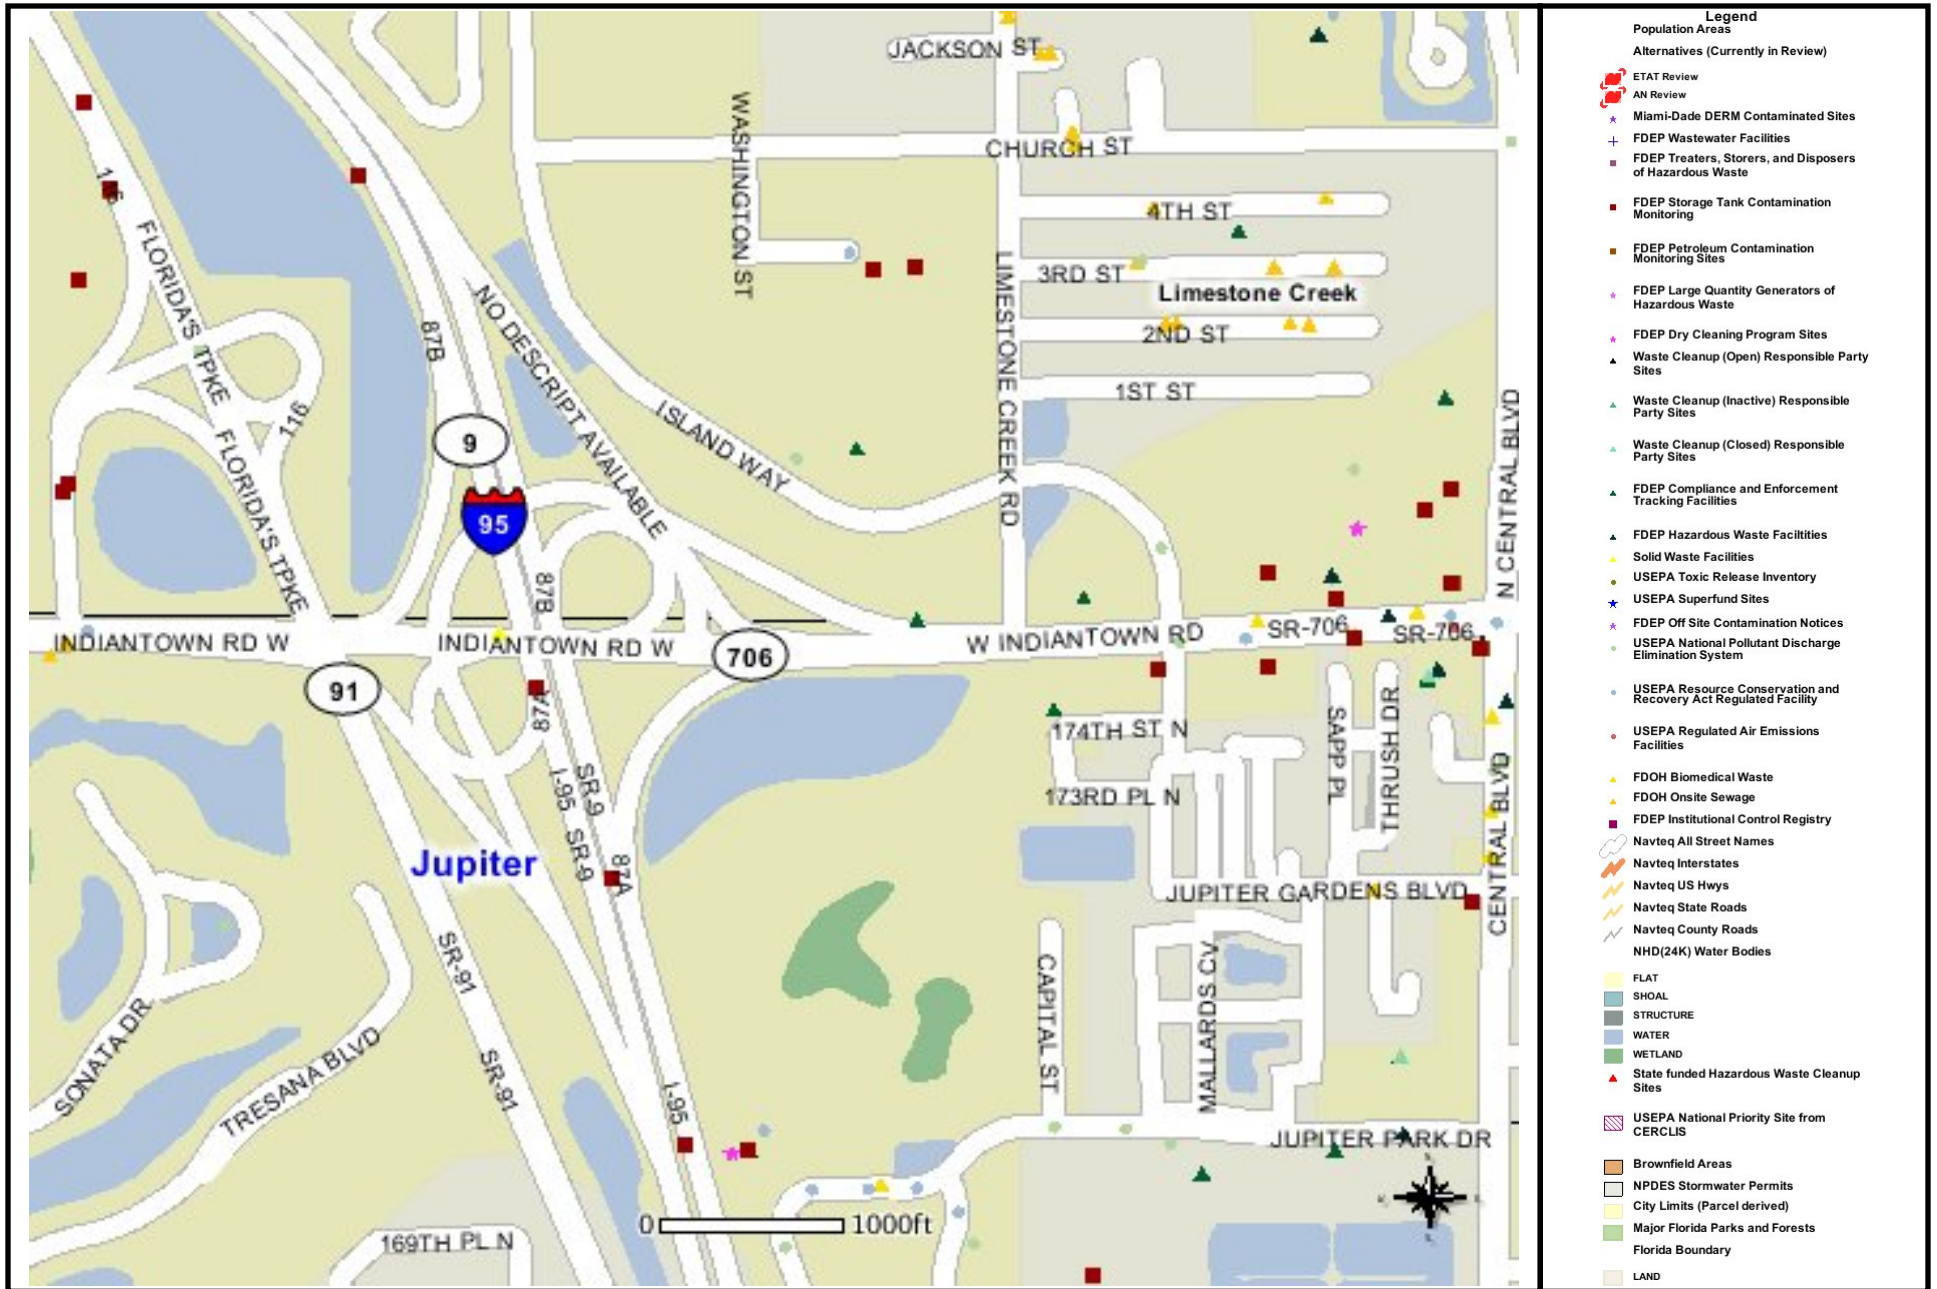 JACKSON ST
WASHINGTON ST
CHURCH ST
116
FLORIDA'S TPKE
4TH ST
3RD ST
Limestone Creek
2ND ST
1ST ST
LIMESTONE CREEK RD
NO DESCRIPT AVAILABLE
87B
116
FLORIDA'S TPKE
9
ISLAND WAY
95
N CENTRAL BLVD
87B
INDIANTOWN RD W
INDIANTOWN RD W
706
W INDIANTOWN RD
SR-706
SR-706
91
87A
174TH ST N
173RD PL N
SAPP PL
THRUSH DR
CENTRAL BLVD
I-95
SR-9
SR-9
87A
Jupiter
JUPITER GARDENS BLVD
SR-91
CAPITAL ST
MALLARDS CV
SONATA DR
TRESANA BLVD
SR-91
I-95
JUPITER PARK DR
0
1000ft
169TH PL N
Legend
Population Areas
Alternatives (Currently in Review)
ETAT Review
AN Review
Miami-Dade DERM Contaminated Sites
FDEP Wastewater Facilities
FDEP Treaters, Storers, and Disposers
of Hazardous Waste
FDEP Storage Tank Contamination
Monitoring
FDEP Petroleum Contamination
Monitoring Sites
FDEP Large Quantity Generators of
Hazardous Waste
FDEP Dry Cleaning Program Sites
Waste Cleanup (Open) Responsible Party
Sites
Waste Cleanup (Inactive) Responsible
Party Sites
Waste Cleanup (Closed) Responsible
Party Sites
FDEP Compliance and Enforcement
Tracking Facilities
FDEP Hazardous Waste Faciltities
Solid Waste Facilities
USEPA Toxic Release Inventory
USEPA Superfund Sites
FDEP Off Site Contamination Notices
USEPA National Pollutant Discharge
Elimination System
USEPA Resource Conservation and
Recovery Act Regulated Facility
USEPA Regulated Air Emissions
Facilities
FDOH Biomedical Waste
FDOH Onsite Sewage
FDEP Institutional Control Registry
Navteq All Street Names
Navteq Interstates
Navteq US Hwys
Navteq State Roads
Navteq County Roads
NHD(24K) Water Bodies
FLAT
SHOAL
STRUCTURE
WATER
WETLAND
State funded Hazardous Waste Cleanup
Sites
USEPA National Priority Site from
CERCLIS
Brownfield Areas
NPDES Stormwater Permits
City Limits (Parcel derived)
Major Florida Parks and Forests
Florida Boundary
LAND